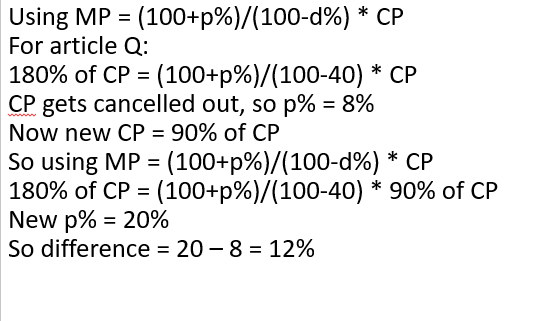 Using MP = (100+p%)/(100-d%) * CP
For article Q:
180% of CP = (100+p%)/(100-40) * CP
CP gets cancelled out, so p% = 8%
Now new CP = 90% of CP
So using MP = (100+p%)/(100-d%) * CP
180% of CP = (100+p%)/(100-40) * 90% of CP
New p% = 20%
So difference = 20 – 8 = 12%